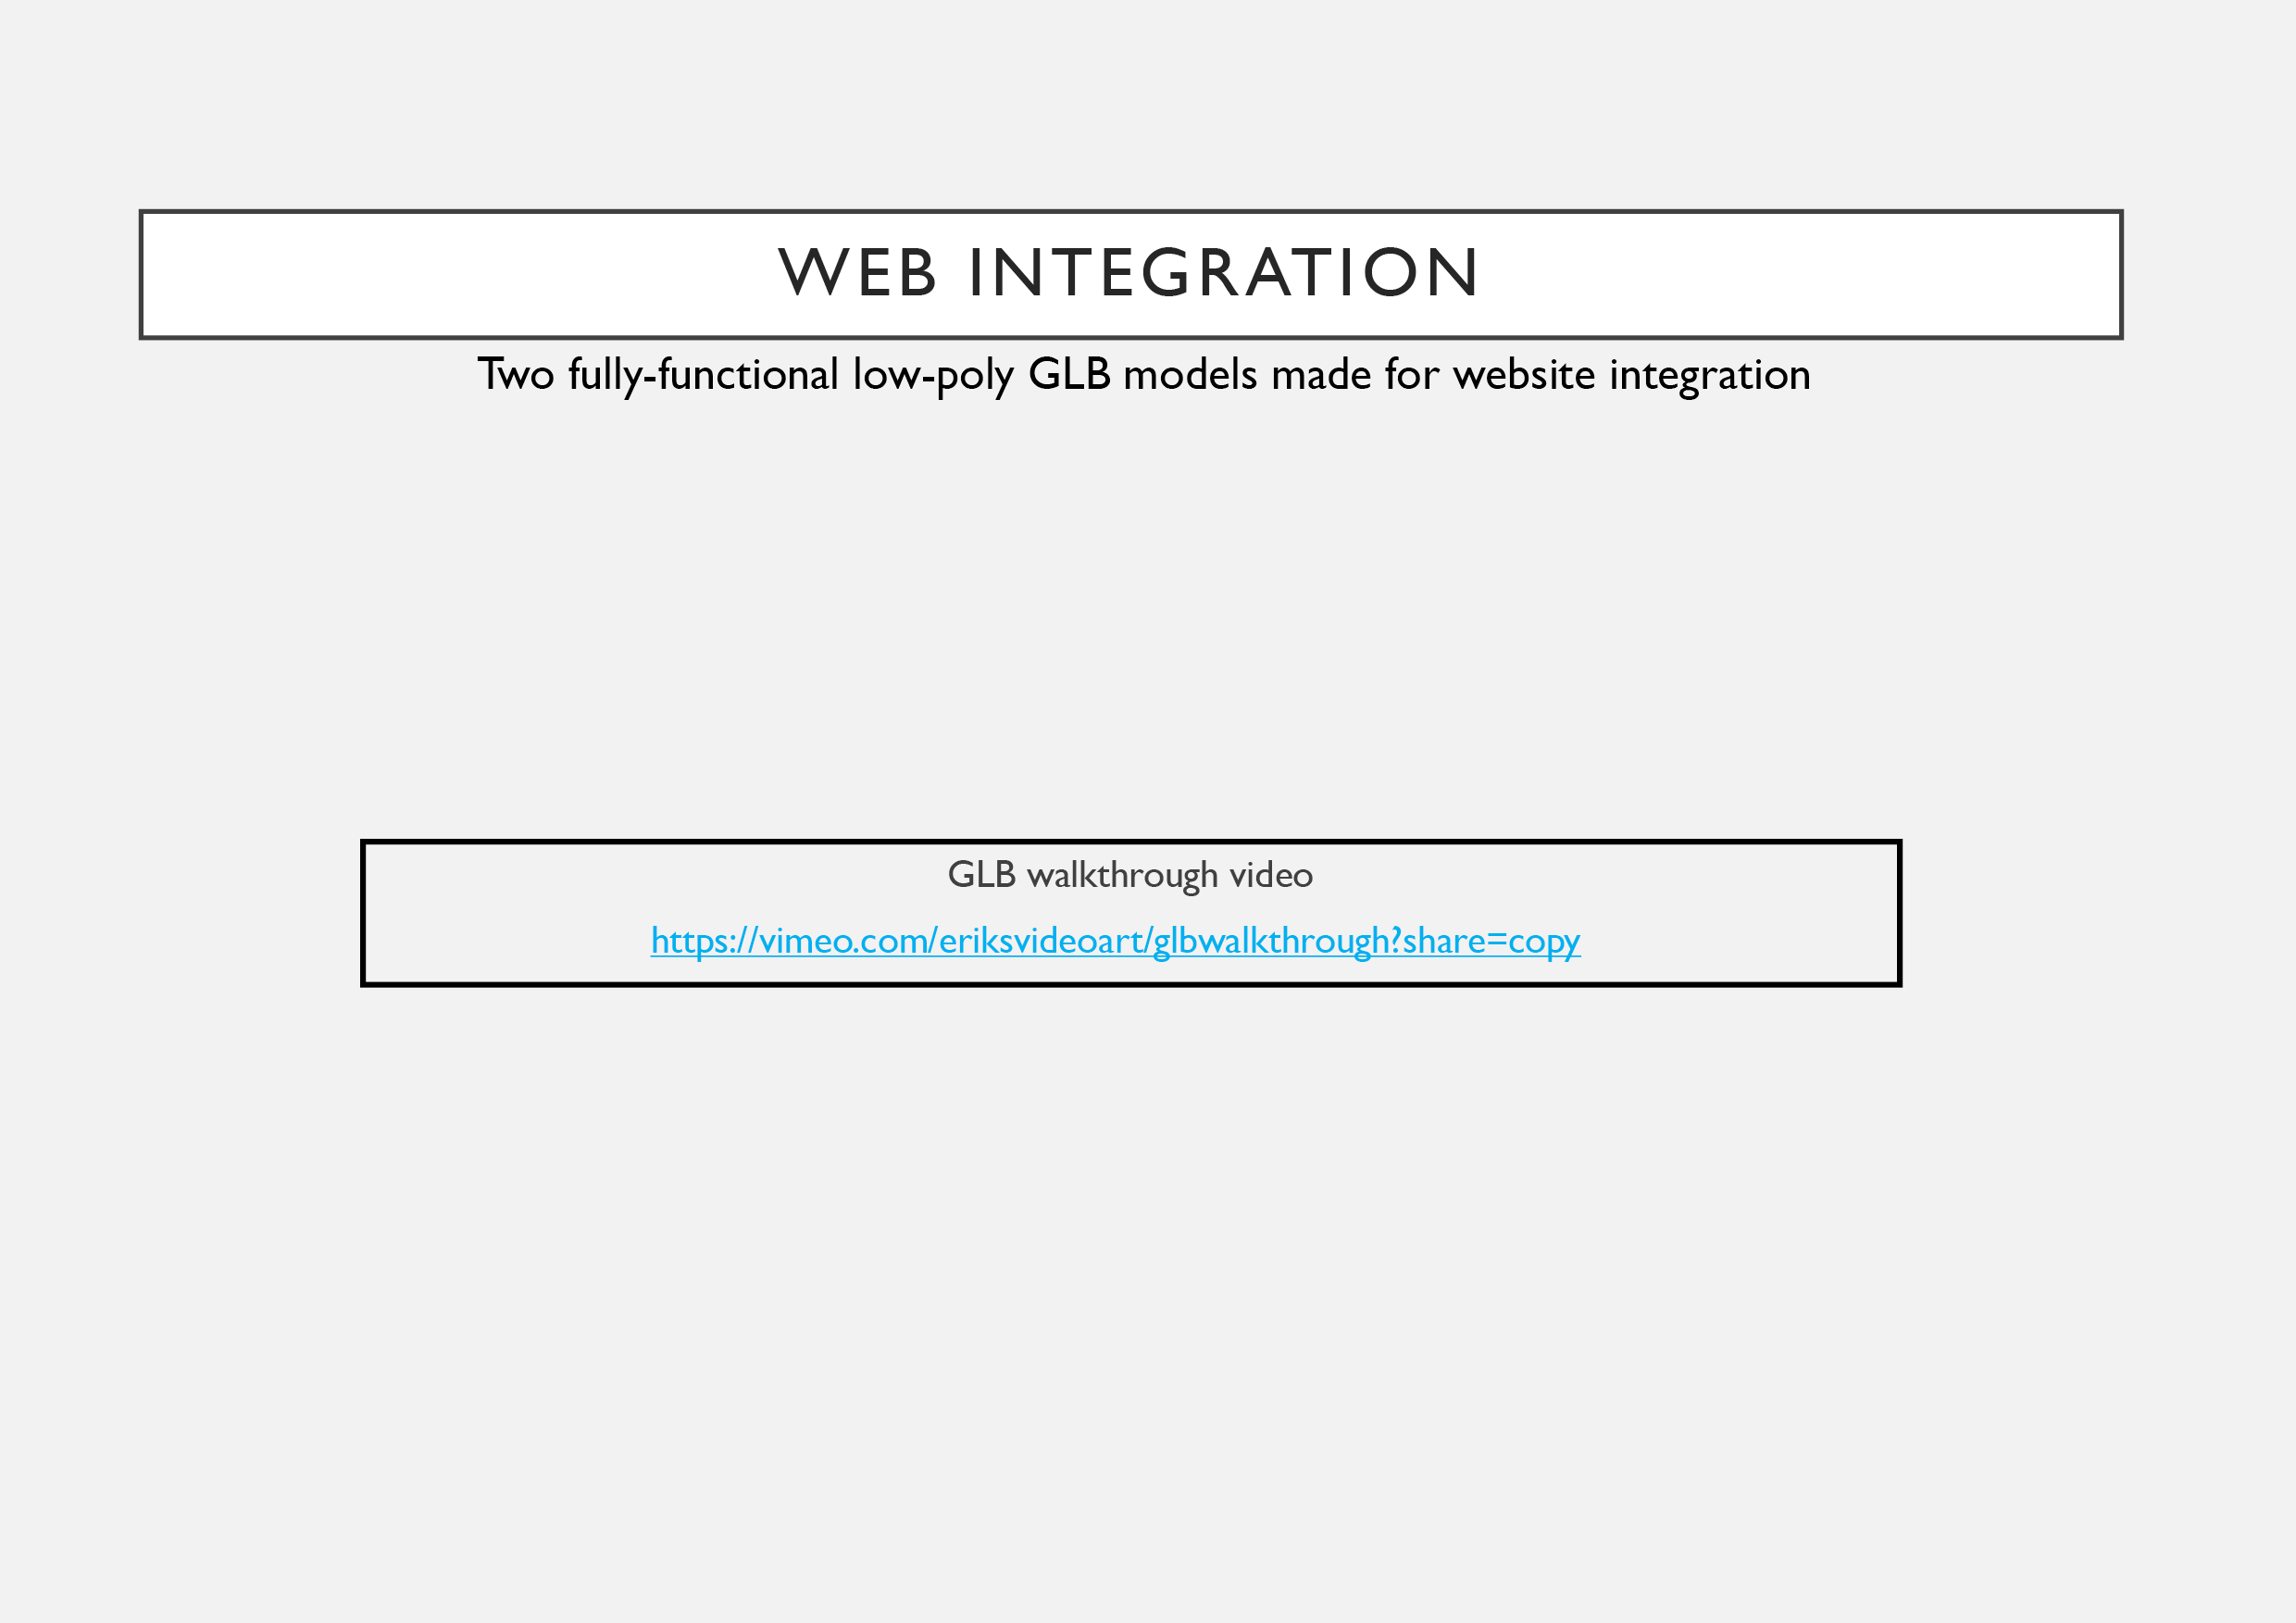 WEB INTEGRATION
Two fully-functional low-poly GLB models made for website integration
GLB walkthrough video
https://vimeo.com/eriksvideoart/glbwalkthrough?share=copy